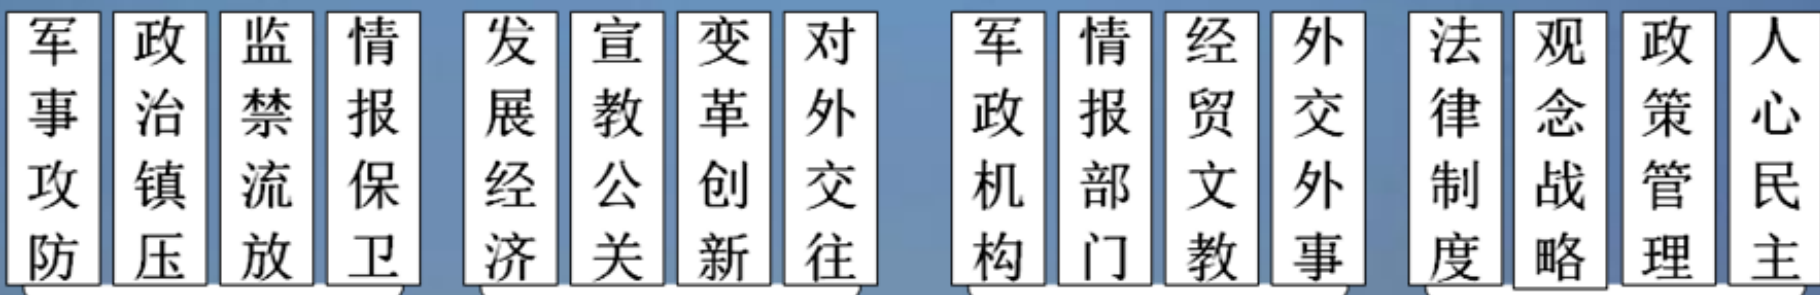 军事攻防
政治镇压
监禁流放
情报保卫
发展经济
宣教公关
变革创新
对外交往
军政机构
情报部门
经贸文教
外交外事
法律制度
观念战略
政策管理
人心民主